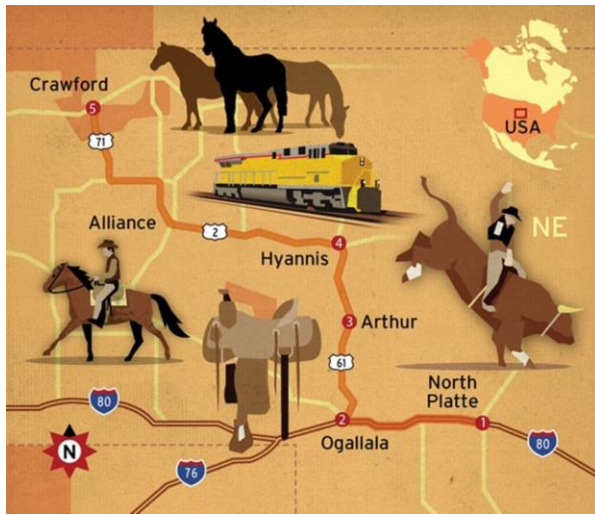 Crawford
5
71
USA
Alliance
2
NE
4
Hyannis
3
Arthur
61
North
Platte
80
2
1
Ogallala
80
N
76